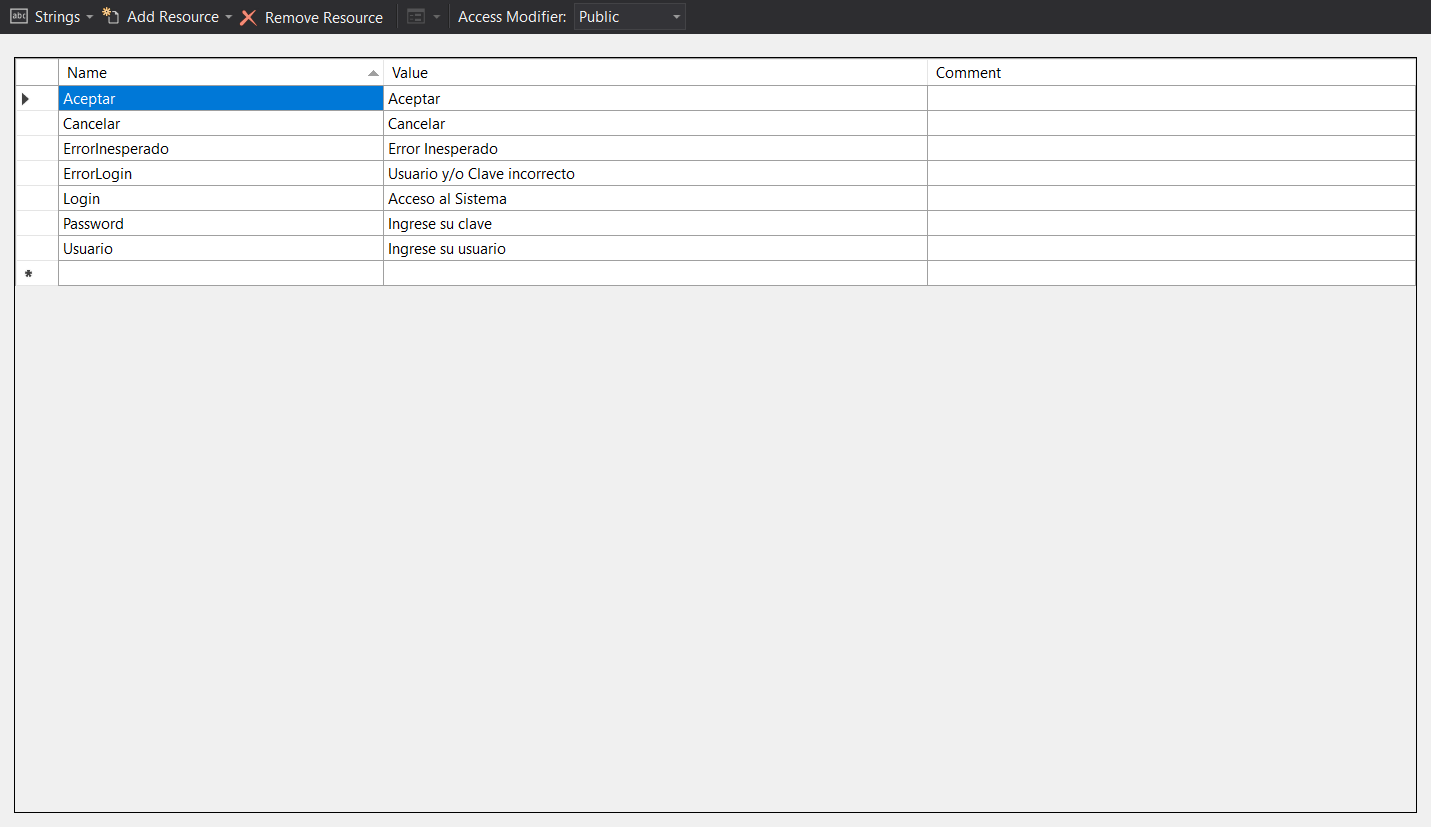 Strings Add Resource Remove Resource Access Modifier: Public
Name Value Comment
Aceptar Aceptar
Cancelar Cancelar
ErrorInesperado Error Inesperado
ErrorLogin Usuario y/o Clave incorrecto
Login Acceso al Sistema
Password Ingrese su clave
Usuario Ingrese su usuario
*